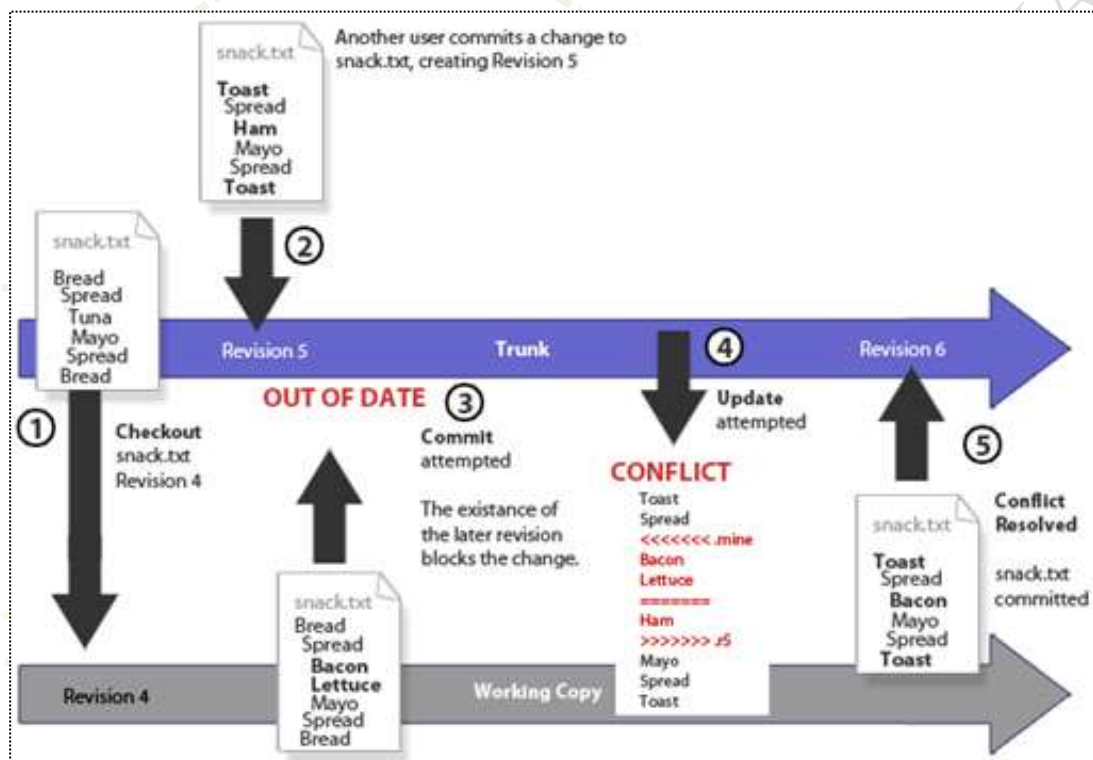 snack.txt
Toast
Spread
Ham
Mayo
Spread
Toast
Another user commits a change to
snack.txt, creating Revision 5
2
snack.txt
Bread
Spread
Tuna
Mayo
Spread
Bread
Revision 5
Trunk
Revision 6
1
Checkout
snack.txt
Revision 4
OUT OF DATE
3
Commit
attempted
The existance of
the later revision
blocks the change.
4
Update
attempted
CONFLICT
Toast
Spread
<<<<<<< .mine
Bacon
Lettuce
=======
Ham
>>>>>>> .r5
Mayo
Spread
Toast
5
Conflict
Resolved
snack.txt
committed
snack.txt
Toast
Spread
Bacon
Mayo
Spread
Toast
snack.txt
Bread
Spread
Bacon
Lettuce
Mayo
Spread
Bread
Revision 4
Working Copy